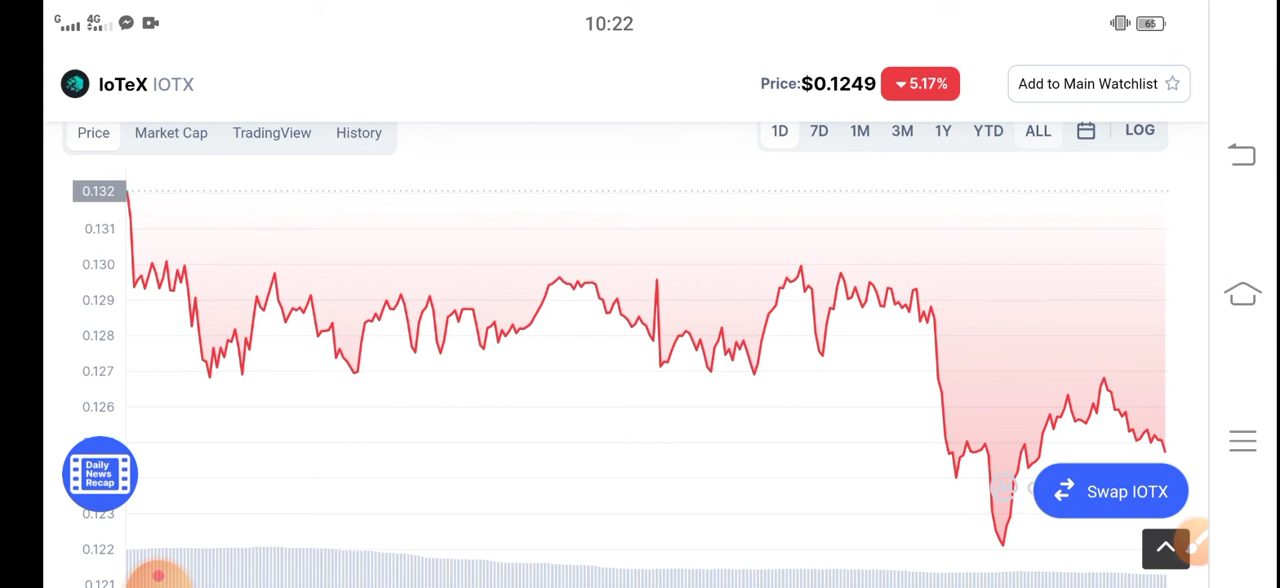 G 4G 10:22 65
IoTeX IOTX Price:$0.1249 5.17% Add to Main Watchlist
Price Market Cap TradingView History 1D 7D 1M 3M 1Y YTD ALL LOG
0.132
0.131
0.130
0.129
0.128
0.127
0.126
Daily
News
Recap
Swap IOTX
0.123
0.122
0.121